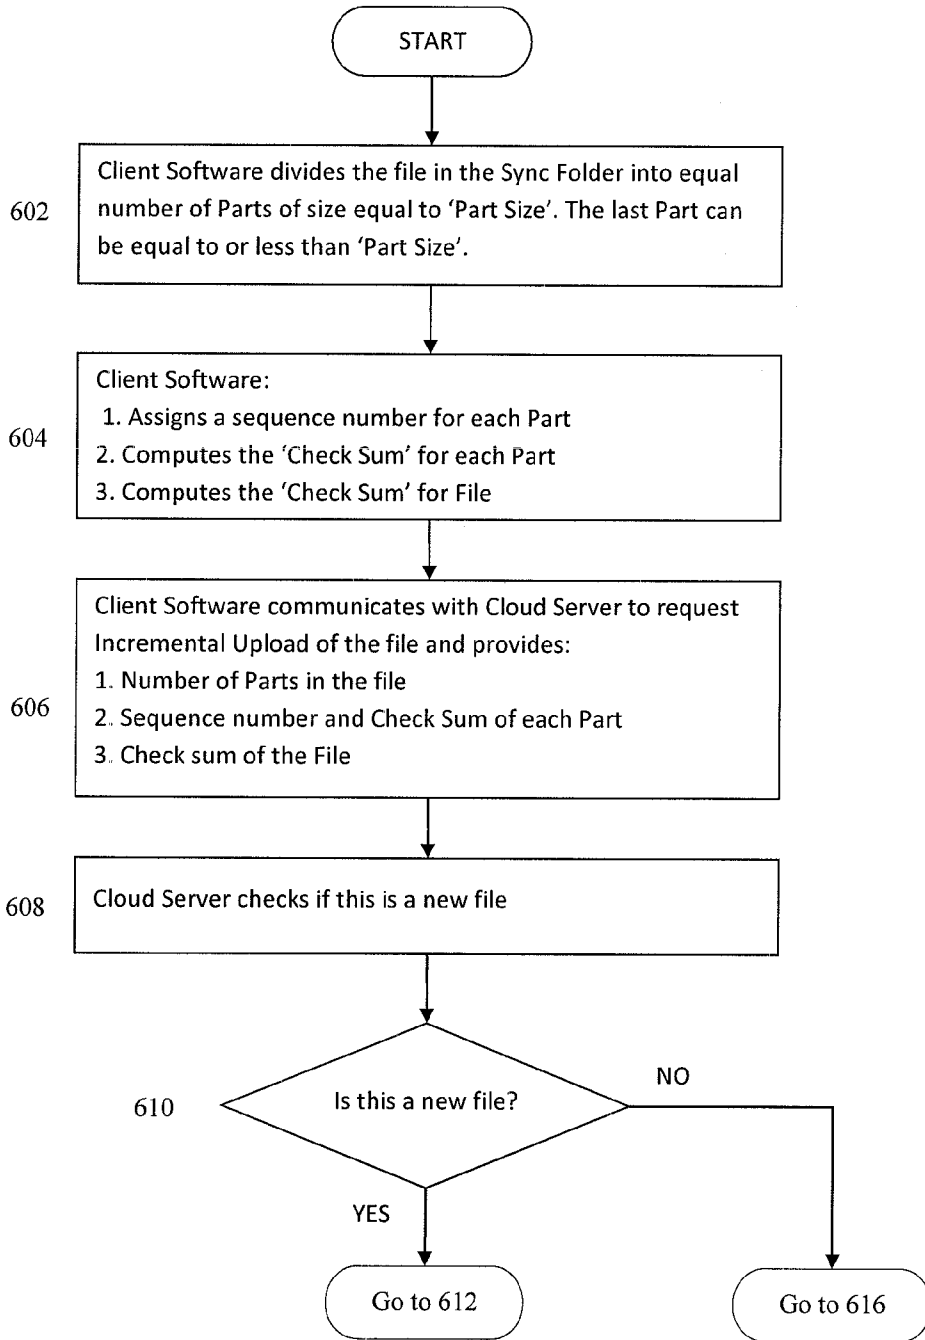 START
602
Client Software divides the file in the Sync Folder into equal
number of Parts of size equal to ‘Part Size’. The last Part can
be equal to or less than ‘Part Size’.
604
Client Software:
1. Assigns a sequence number for each Part
2. Computes the ‘Check Sum’ for each Part
3. Computes the ‘Check Sum’ for File
606
Client Software communicates with Cloud Server to request
Incremental Upload of the file and provides:
1. Number of Parts in the file
2. Sequence number and Check Sum of each Part
3. Check sum of the File
608
Cloud Server checks if this is a new file
610
Is this a new file?
NO
YES
Go to 612
Go to 616